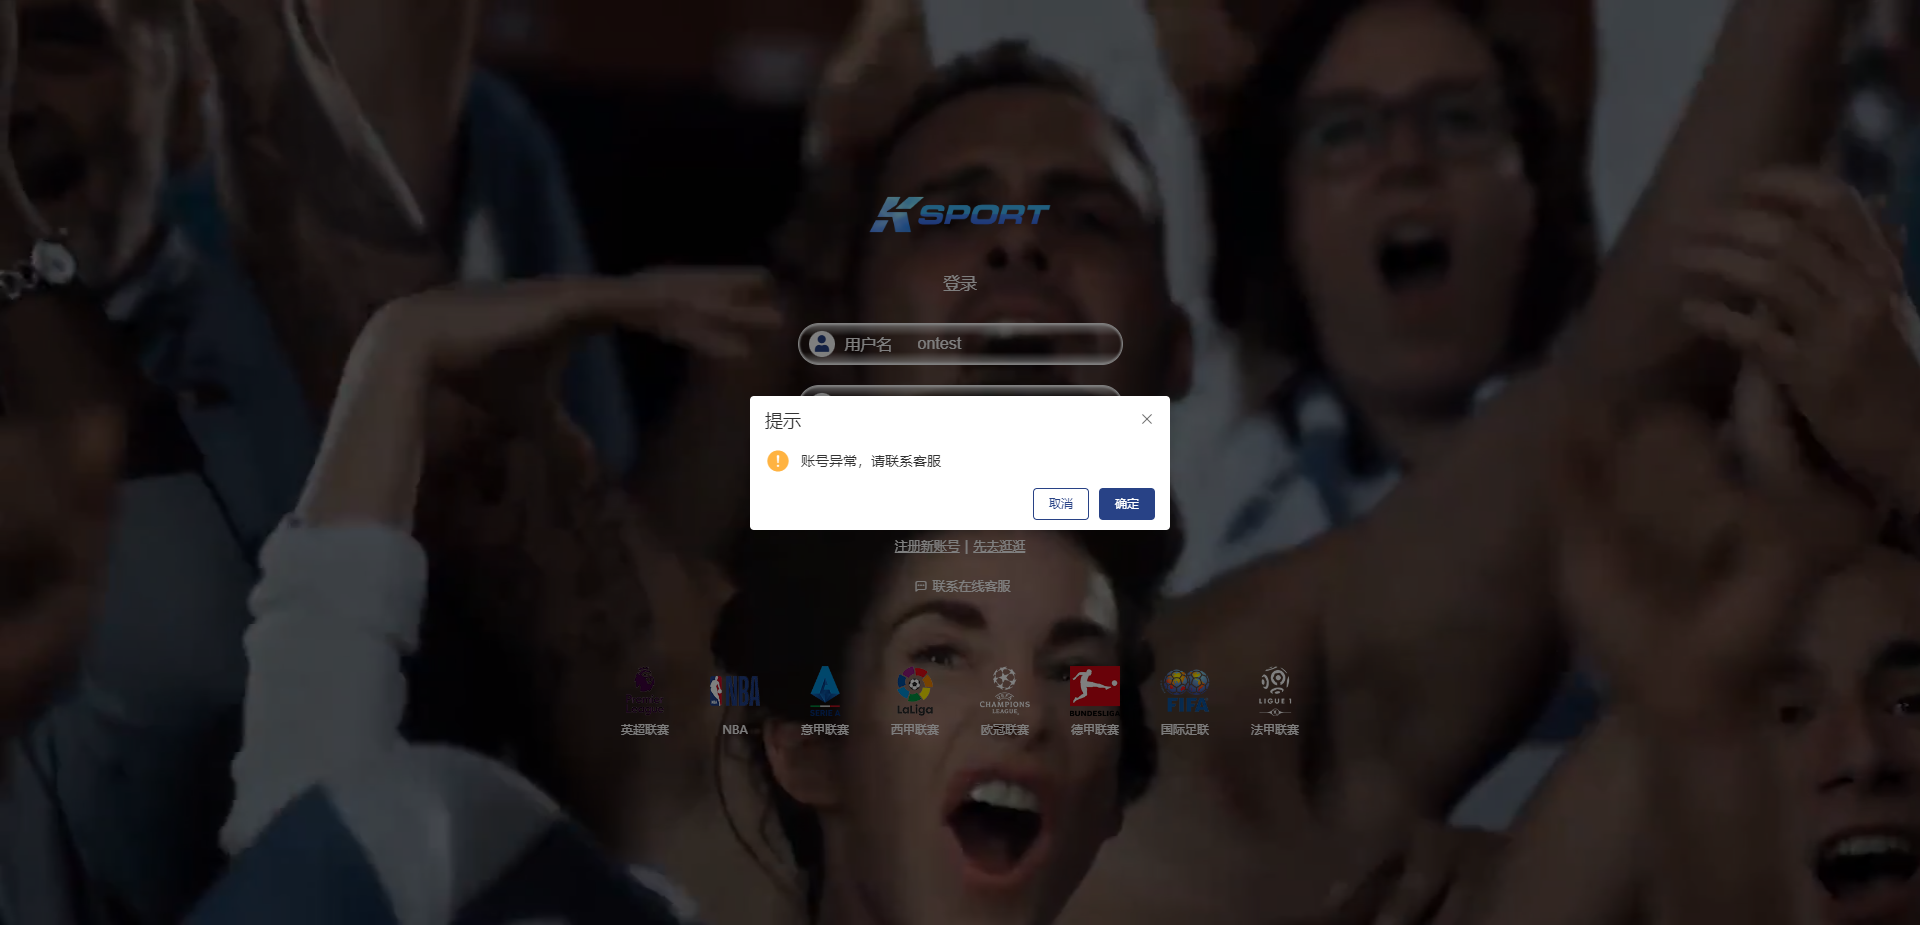 KSPORT
登录
用户名 ontest
提示
账号异常，请联系客服
取消 确定
注册新账号 | 先去逛逛
联系在线客服
NBA
SERIE A
LaLiga
UEFA
CHAMPIONS
LEAGUE
BUNDESLIGA
FIFA
LIGUE 1
英超联赛 NBA 意甲联赛 西甲联赛 欧冠联赛 德甲联赛 国际足联 法甲联赛